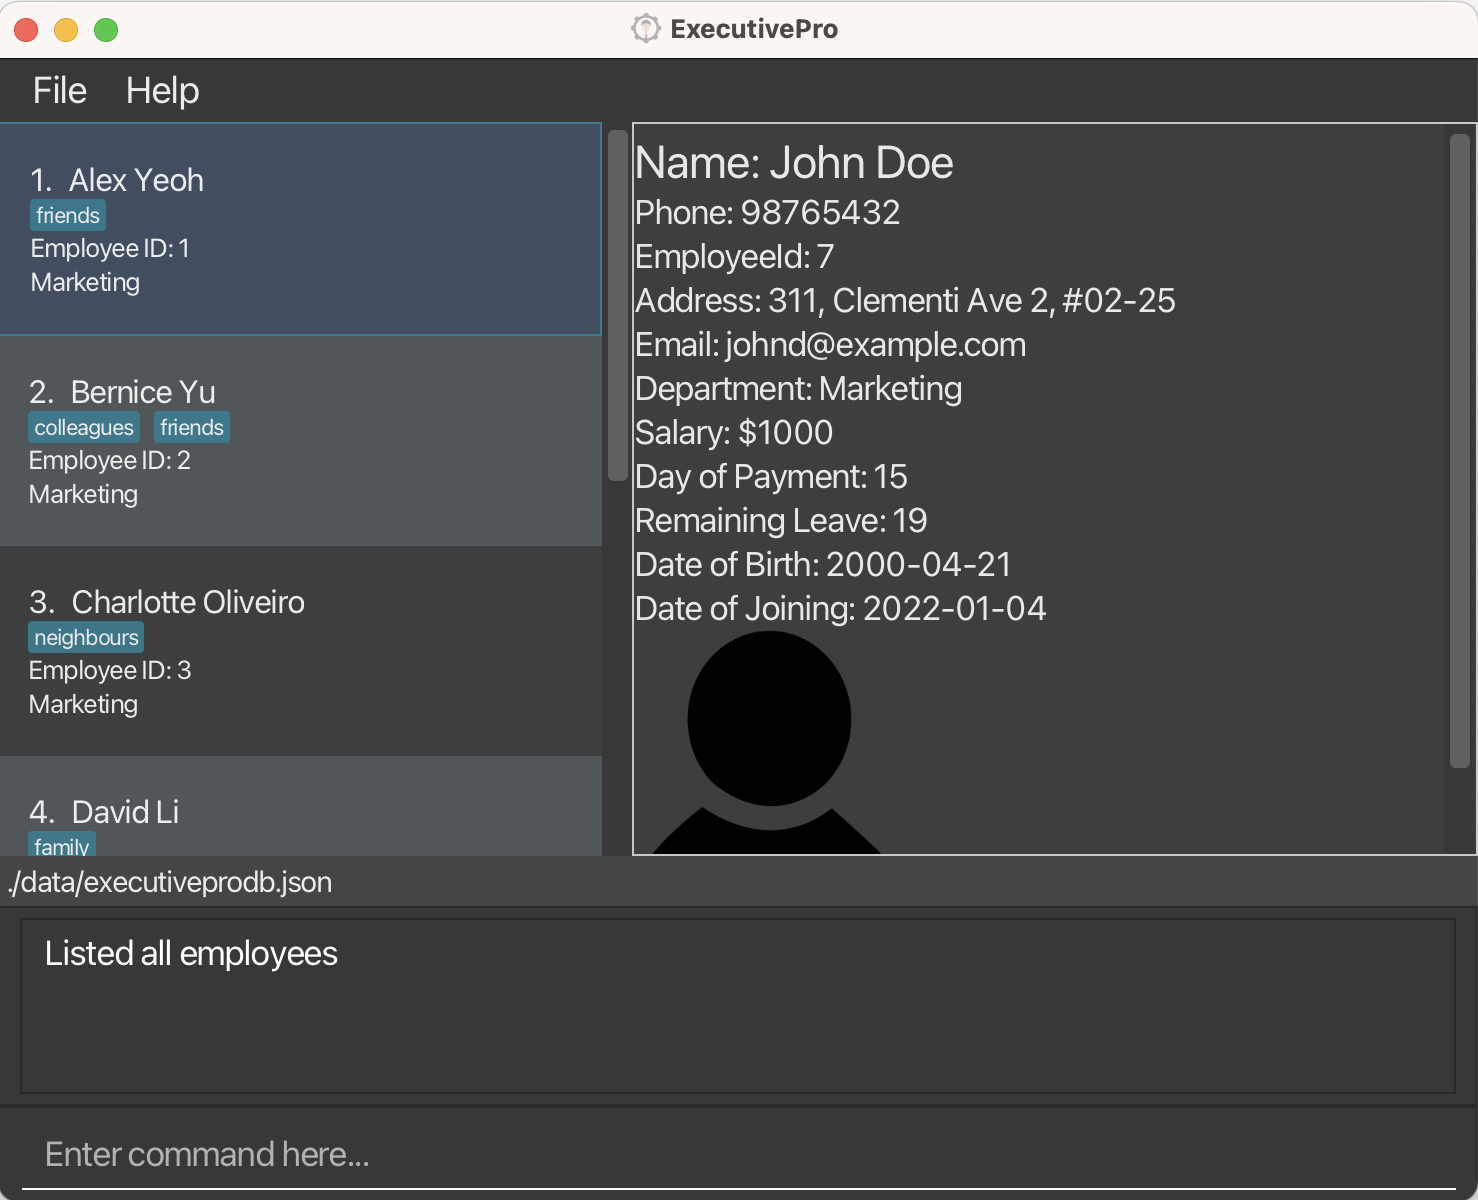 ExecutivePro
File Help
1. Alex Yeoh
friends
Employee ID: 1
Marketing
2. Bernice Yu
colleagues friends
Employee ID: 2
Marketing
3. Charlotte Oliveiro
neighbours
Employee ID: 3
Marketing
4. David Li
family
Name: John Doe
Phone: 98765432
EmployeeId: 7
Address: 311, Clementi Ave 2, #02-25
Email: johnd@example.com
Department: Marketing
Salary: $1000
Day of Payment: 15
Remaining Leave: 19
Date of Birth: 2000-04-21
Date of Joining: 2022-01-04
./data/executiveprodb.json
Listed all employees
Enter command here...